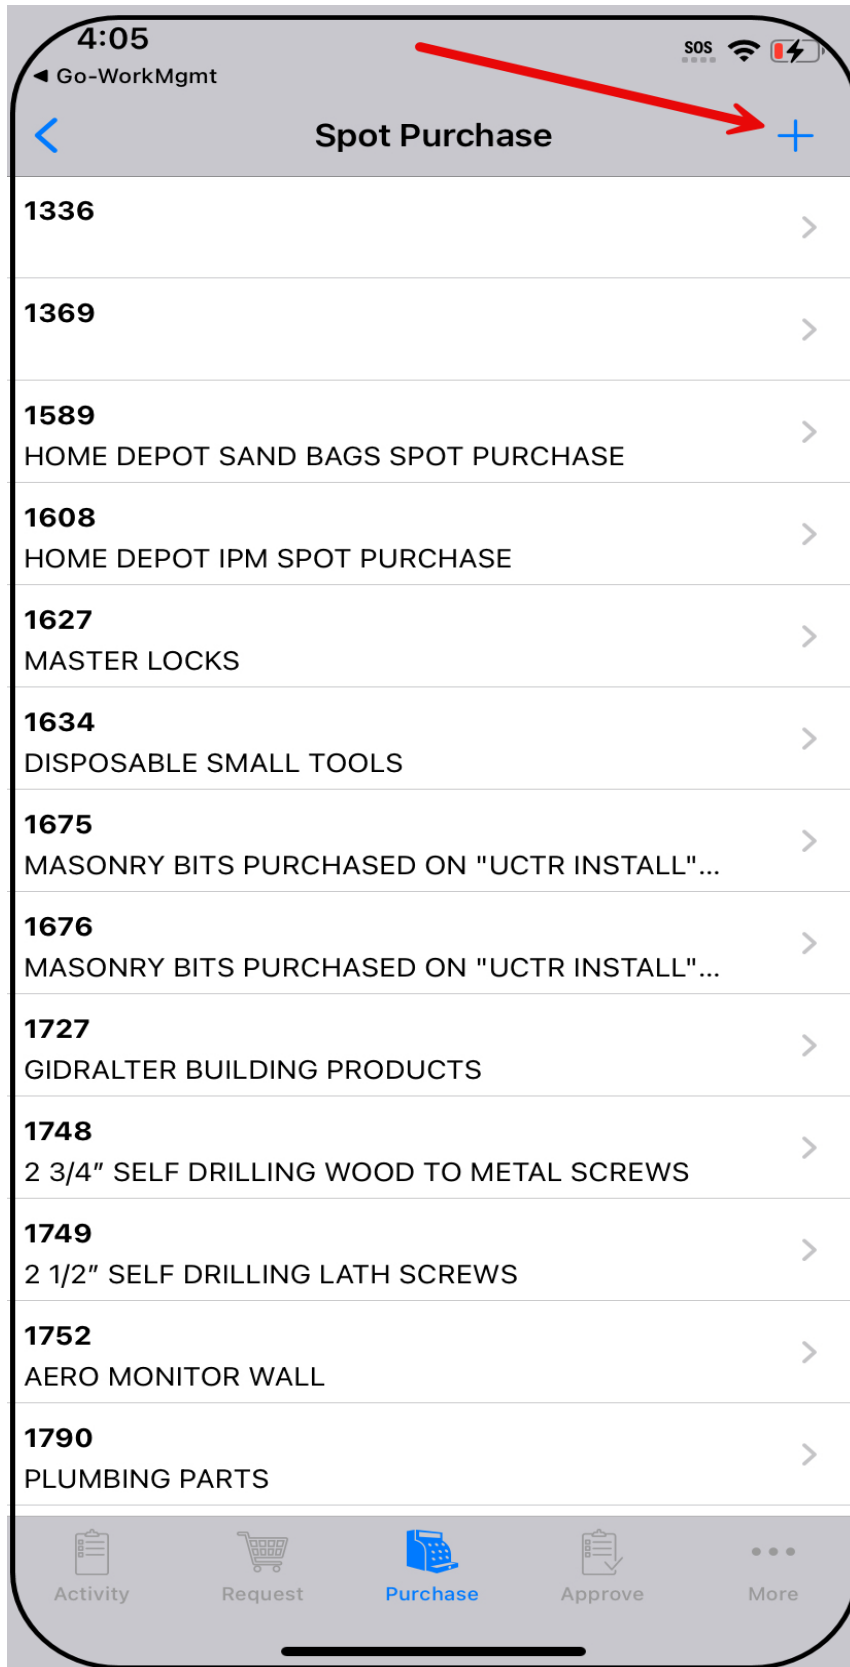 4:05
SOS
◀ Go-WorkMgmt
Spot Purchase
1336
1369
1589
HOME DEPOT SAND BAGS SPOT PURCHASE
1608
HOME DEPOT IPM SPOT PURCHASE
1627
MASTER LOCKS
1634
DISPOSABLE SMALL TOOLS
1675
MASONRY BITS PURCHASED ON "UCTR INSTALL"...
1676
MASONRY BITS PURCHASED ON "UCTR INSTALL"...
1727
GIDRALTER BUILDING PRODUCTS
1748
2 3/4” SELF DRILLING WOOD TO METAL SCREWS
1749
2 1/2” SELF DRILLING LATH SCREWS
1752
AERO MONITOR WALL
1790
PLUMBING PARTS
Activity
Request
Purchase
Approve
More